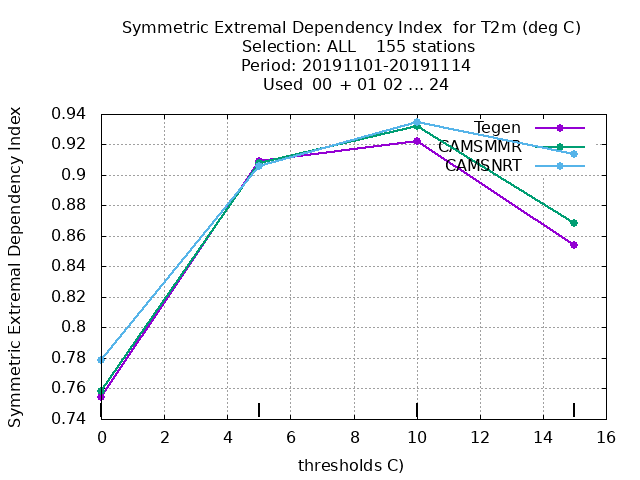 Symmetric Extremal Dependency Index  for T2m (deg C)
Selection: ALL    155 stations
Period: 20191101-20191114
Used  00  + 01 02 ... 24
Symmetric Extremal Dependency Index
0.94
0.92
0.9
0.88
0.86
0.84
0.82
0.8
0.78
0.76
0.74
Tegen
CAMSMMR
CAMSNRT
0 2 4 6 8 10 12 14 16
thresholds C)